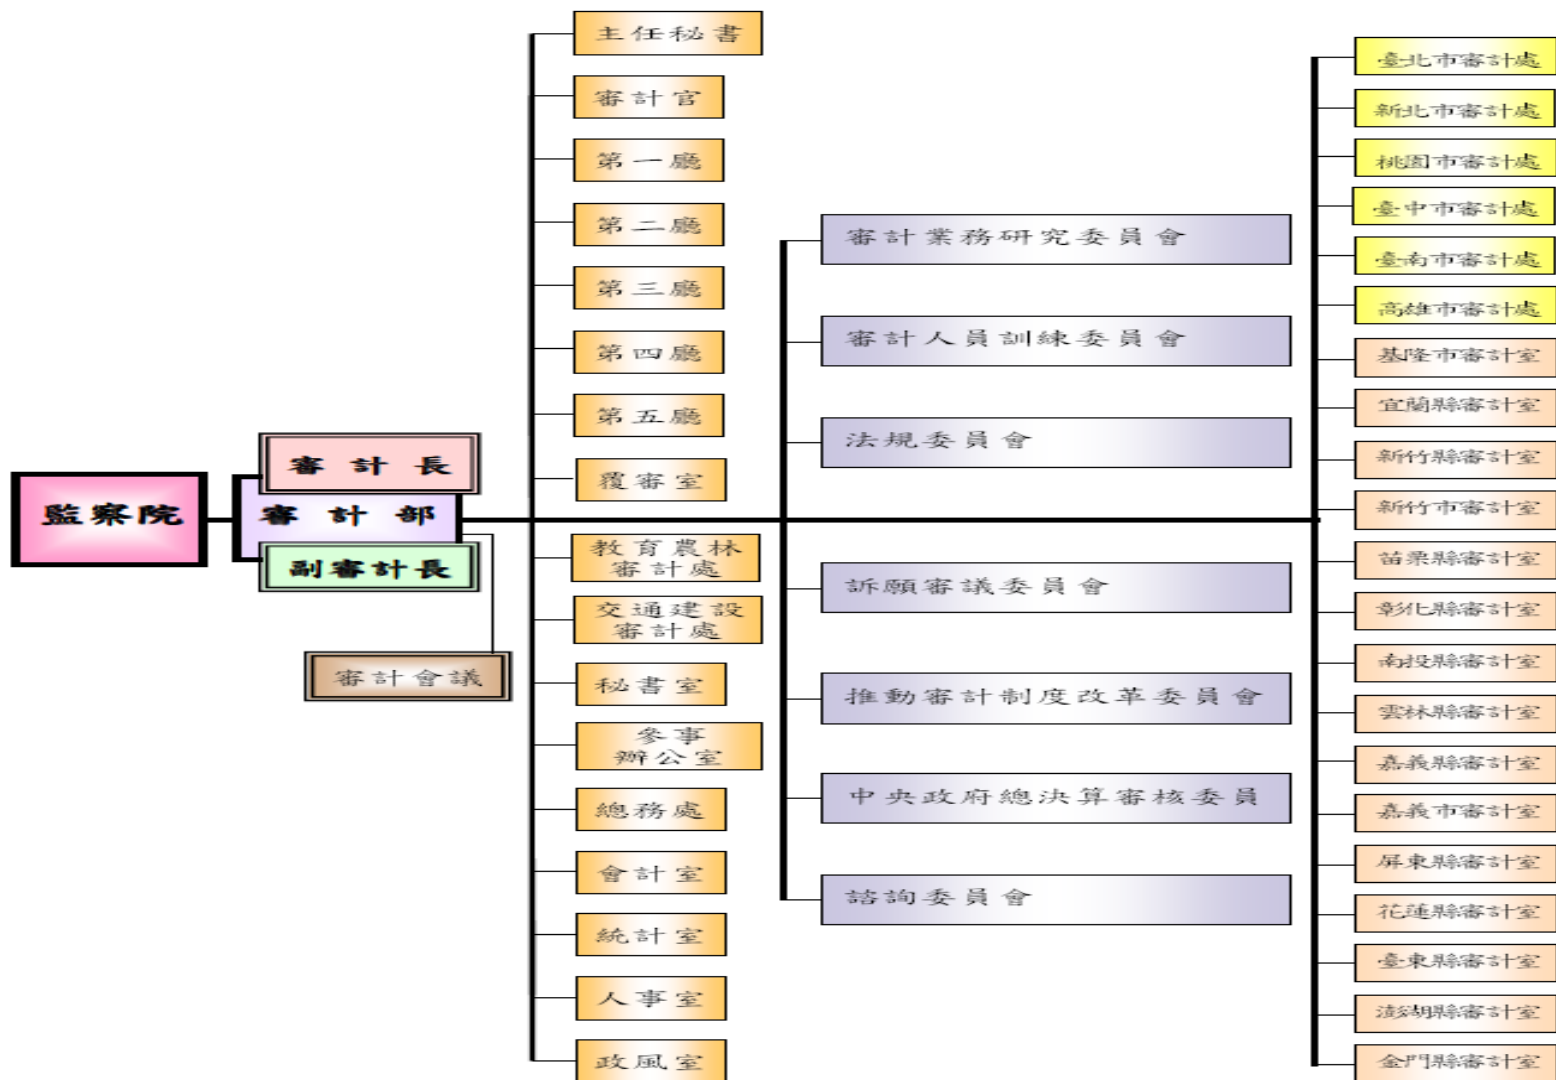 監察院
審計長
審計部
副審計長
審計會議
主任秘書
審計官
第一廳
第二廳
第三廳
第四廳
第五廳
覆審室
教育農林
審計處
交通建設
審計處
秘書室
參事
辦公室
總務處
會計室
統計室
人事室
政風室
審計業務研究委員會
審計人員訓練委員會
法規委員會
訴願審議委員會
推動審計制度改革委員會
中央政府總決算審核委員
諮詢委員會
臺北市審計處
新北市審計處
桃園市審計處
臺中市審計處
臺南市審計處
高雄市審計處
基隆市審計室
宜蘭縣審計室
新竹縣審計室
新竹市審計室
苗栗縣審計室
彰化縣審計室
南投縣審計室
雲林縣審計室
嘉義縣審計室
嘉義市審計室
屏東縣審計室
花蓮縣審計室
臺東縣審計室
澎湖縣審計室
金門縣審計室